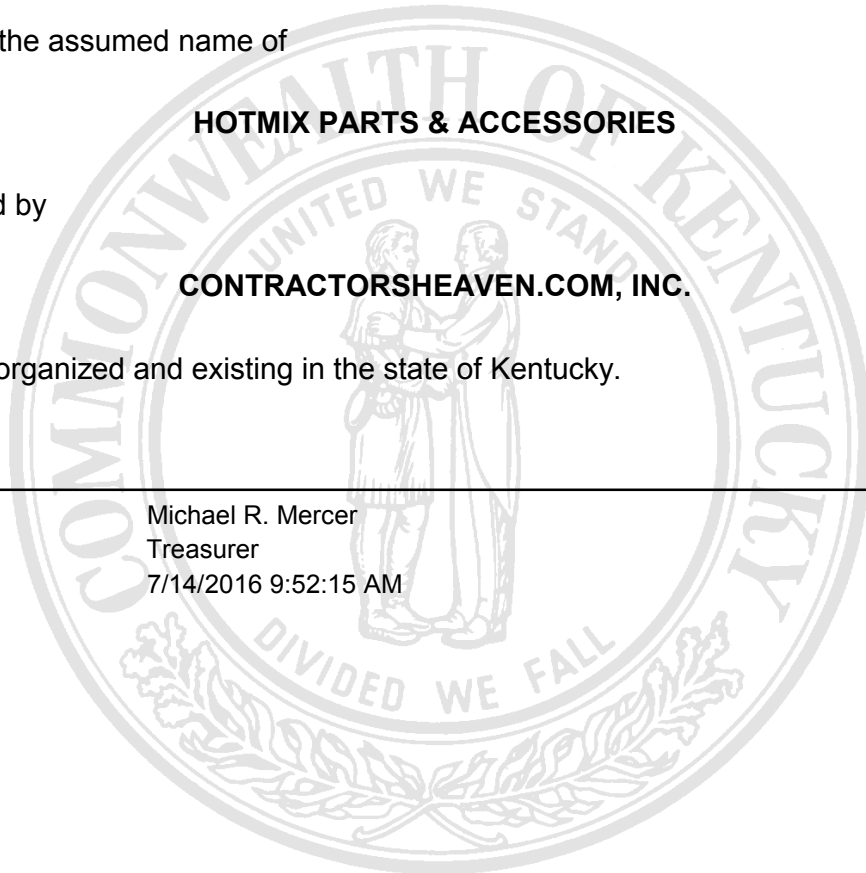 the assumed name of
HOTMIX PARTS & ACCESSORIES
d by
CONTRACTORSHEAVEN.COM, INC.
organized and existing in the state of Kentucky.
Michael R. Mercer
Treasurer
7/14/2016 9:52:15 AM
COMMONWEALTH OF KENTUCKY
UNITED WE STAND
DIVIDED WE FALL